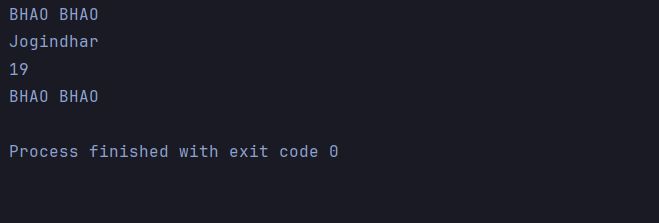 BHAO BHAO
Jogindhar
19
BHAO BHAO
Process finished with exit code 0